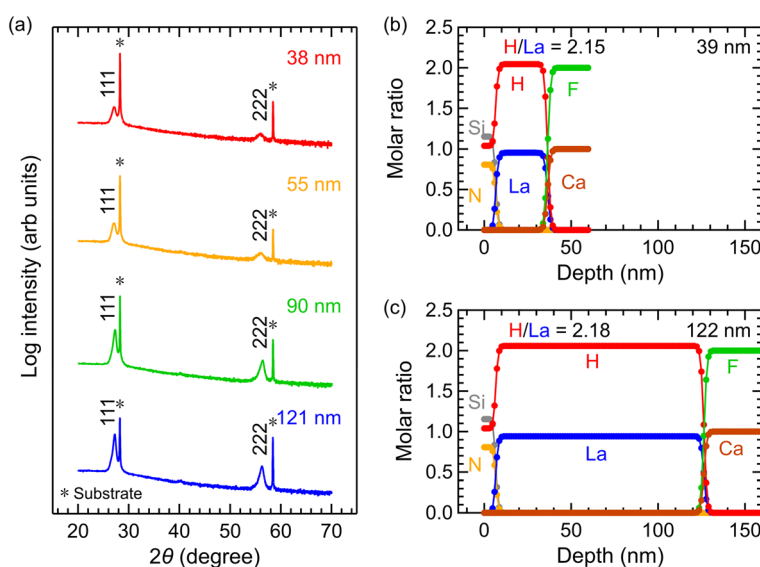 (a)
38 nm
111
*
222
*
55 nm
111
*
222
*
90 nm
111
*
222
*
121 nm
111
*
222
*
* Substrate
Log intensity (arb units)
20 30 40 50 60 70
2θ (degree)
(b)
H/La = 2.15 39 nm
2.5
2.0
1.5
1.0
0.5
0.0
Molar ratio
H
F
Si
N
La
Ca
0 50 100 150
Depth (nm)
(c)
H/La = 2.18 122 nm
2.5
2.0
1.5
1.0
0.5
0.0
Molar ratio
H
F
Si
N
La
Ca
0 50 100 150
Depth (nm)